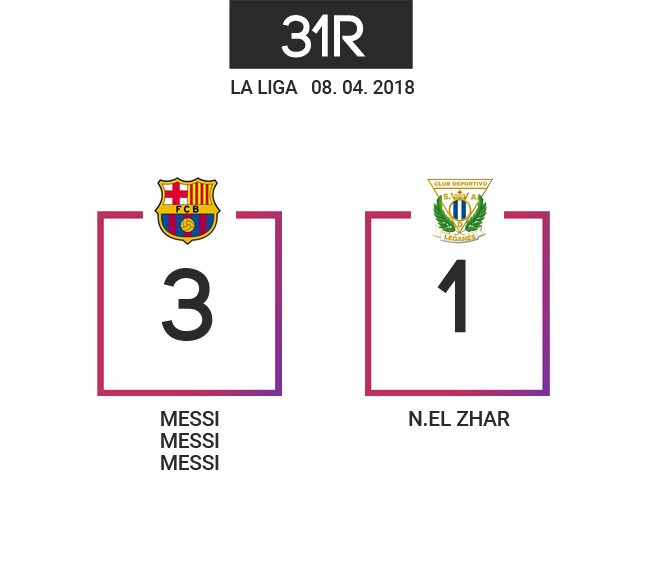 31R
LA LIGA 08. 04. 2018
FCB
CLUB DEPORTIVO
LEGANÉS
3
1
MESSI
MESSI
MESSI
N.EL ZHAR